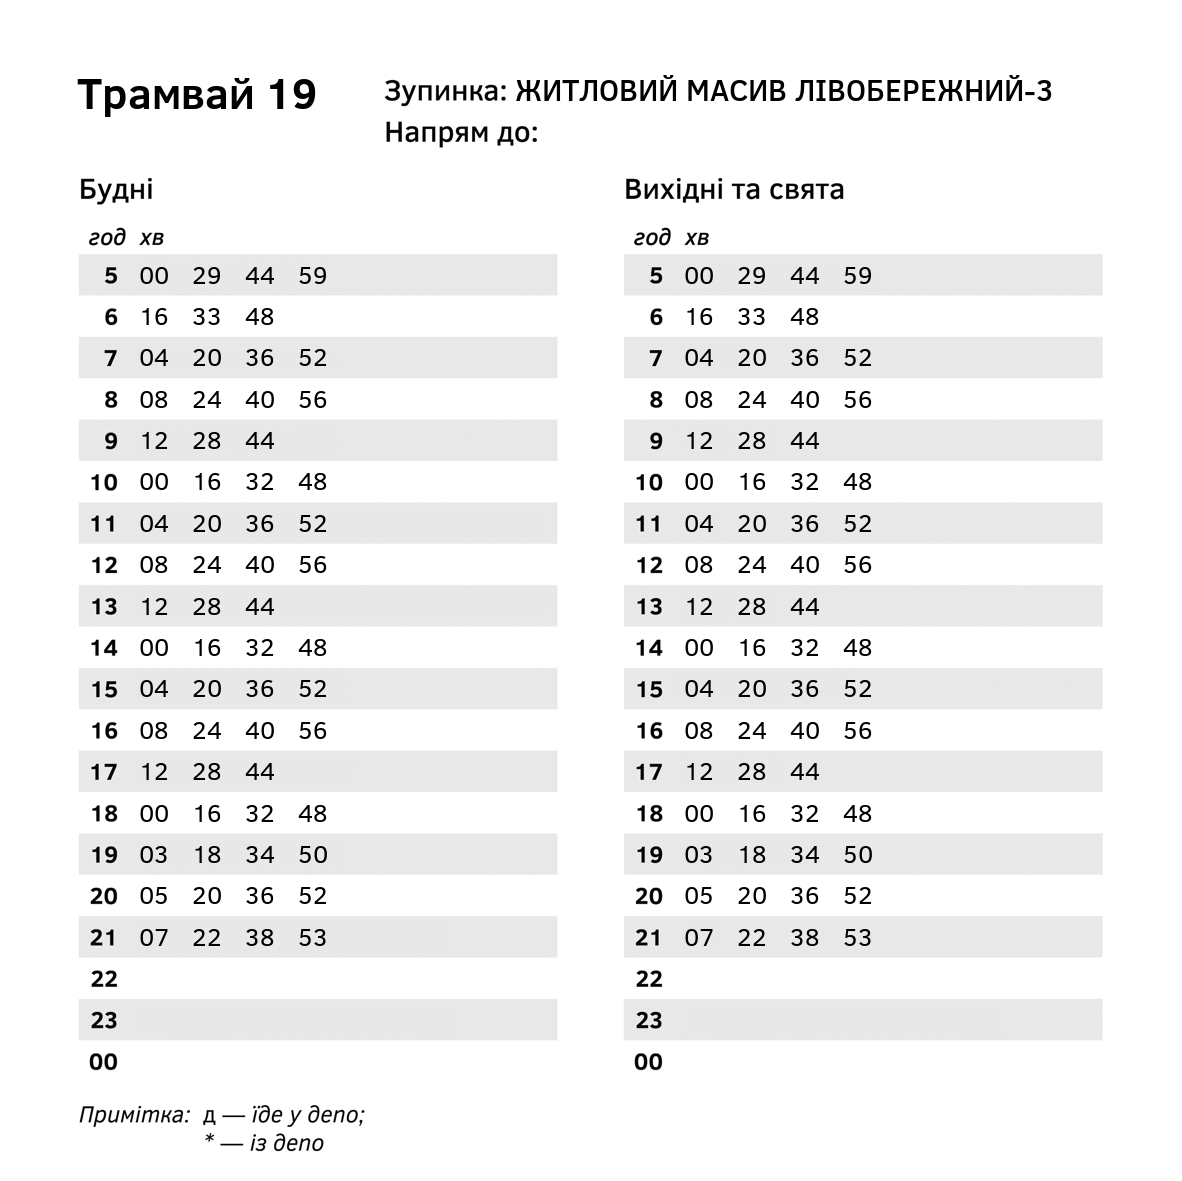 Трамвай 19
Зупинка: ЖИТЛОВИЙ МАСИВ ЛІВОБЕРЕЖНИЙ-3
Напрям до:
Будні
год хв
5 00 29 44 59
6 16 33 48
7 04 20 36 52
8 08 24 40 56
9 12 28 44
10 00 16 32 48
11 04 20 36 52
12 08 24 40 56
13 12 28 44
14 00 16 32 48
15 04 20 36 52
16 08 24 40 56
17 12 28 44
18 00 16 32 48
19 03 18 34 50
20 05 20 36 52
21 07 22 38 53
22
23
00
Вихідні та свята
год хв
5 00 29 44 59
6 16 33 48
7 04 20 36 52
8 08 24 40 56
9 12 28 44
10 00 16 32 48
11 04 20 36 52
12 08 24 40 56
13 12 28 44
14 00 16 32 48
15 04 20 36 52
16 08 24 40 56
17 12 28 44
18 00 16 32 48
19 03 18 34 50
20 05 20 36 52
21 07 22 38 53
22
23
00
Примітка: д — їде у депо;
* — із депо